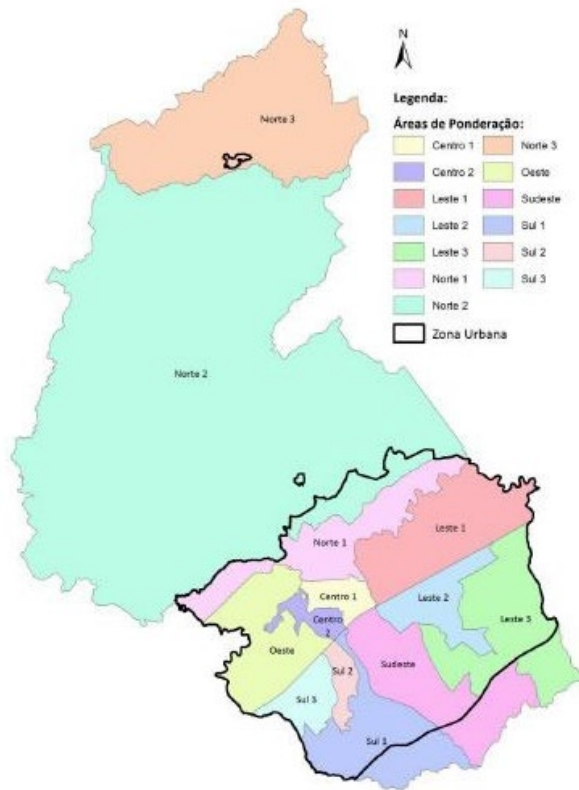 N
Legenda:
Áreas de Ponderação:
Centro 1
Norte 3
Centro 2
Oeste
Leste 1
Sudeste
Leste 2
Sul 1
Leste 3
Sul 2
Norte 1
Sul 3
Norte 2
Zona Urbana
Norte 3
Norte 2
Norte 1
Leste 1
Centro 1
Leste 2
Centro
2
Leste 3
Oeste
Sul 2
Sudeste
Sul 3
Sul 1